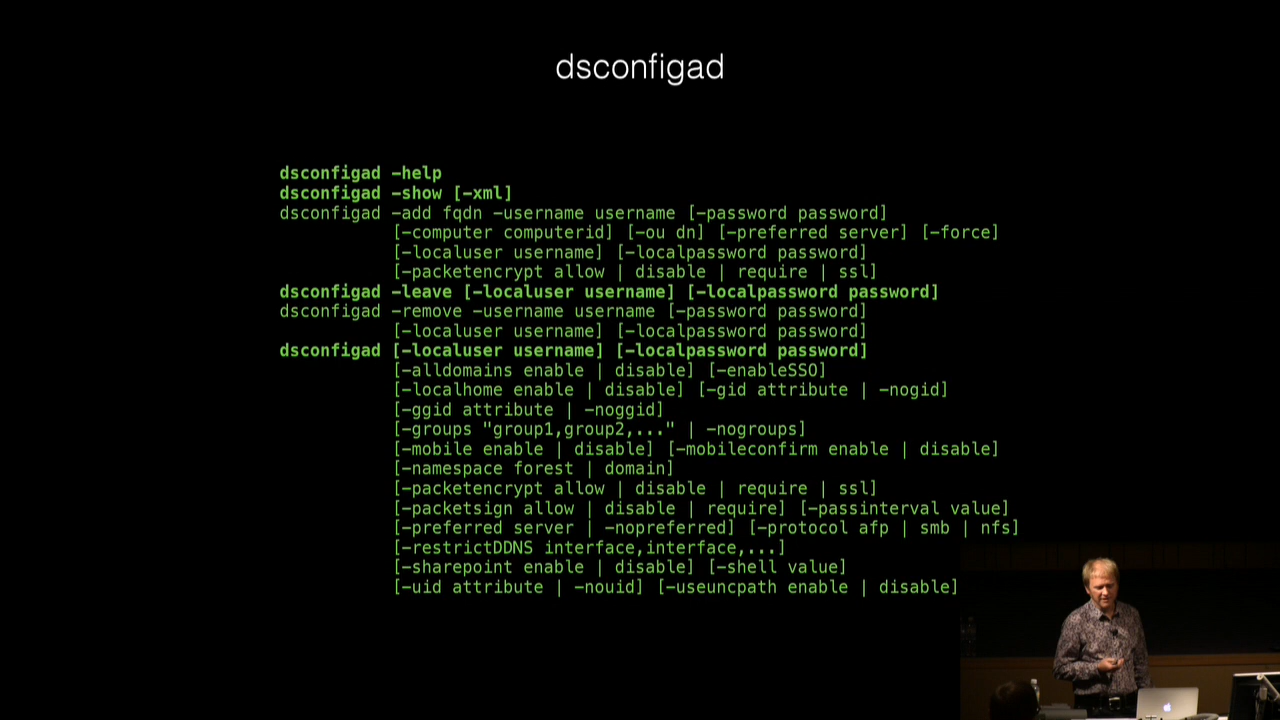 dsconfigad
dsconfigad -help
dsconfigad -show [-xml]
dsconfigad -add fqdn -username username [-password password]
[-computer computerid] [-ou dn] [-preferred server] [-force]
[-localuser username] [-localpassword password]
[-packetencrypt allow | disable | require | ssl]
dsconfigad -leave [-localuser username] [-localpassword password]
dsconfigad -remove -username username [-password password]
[-localuser username] [-localpassword password]
dsconfigad [-localuser username] [-localpassword password]
[-alldomains enable | disable] [-enableSSO]
[-localhome enable | disable] [-gid attribute | -nogid]
[-ggid attribute | -noggid]
[-groups "group1,group2,..." | -nogroups]
[-mobile enable | disable] [-mobileconfirm enable | disable]
[-namespace forest | domain]
[-packetencrypt allow | disable | require | ssl]
[-packetsign allow | disable | require] [-passinterval value]
[-preferred server | -nopreferred] [-protocol afp | smb | nfs]
[-restrictDDNS interface,interface,...]
[-sharepoint enable | disable] [-shell value]
[-uid attribute | -nouid] [-useuncpath enable | disable]